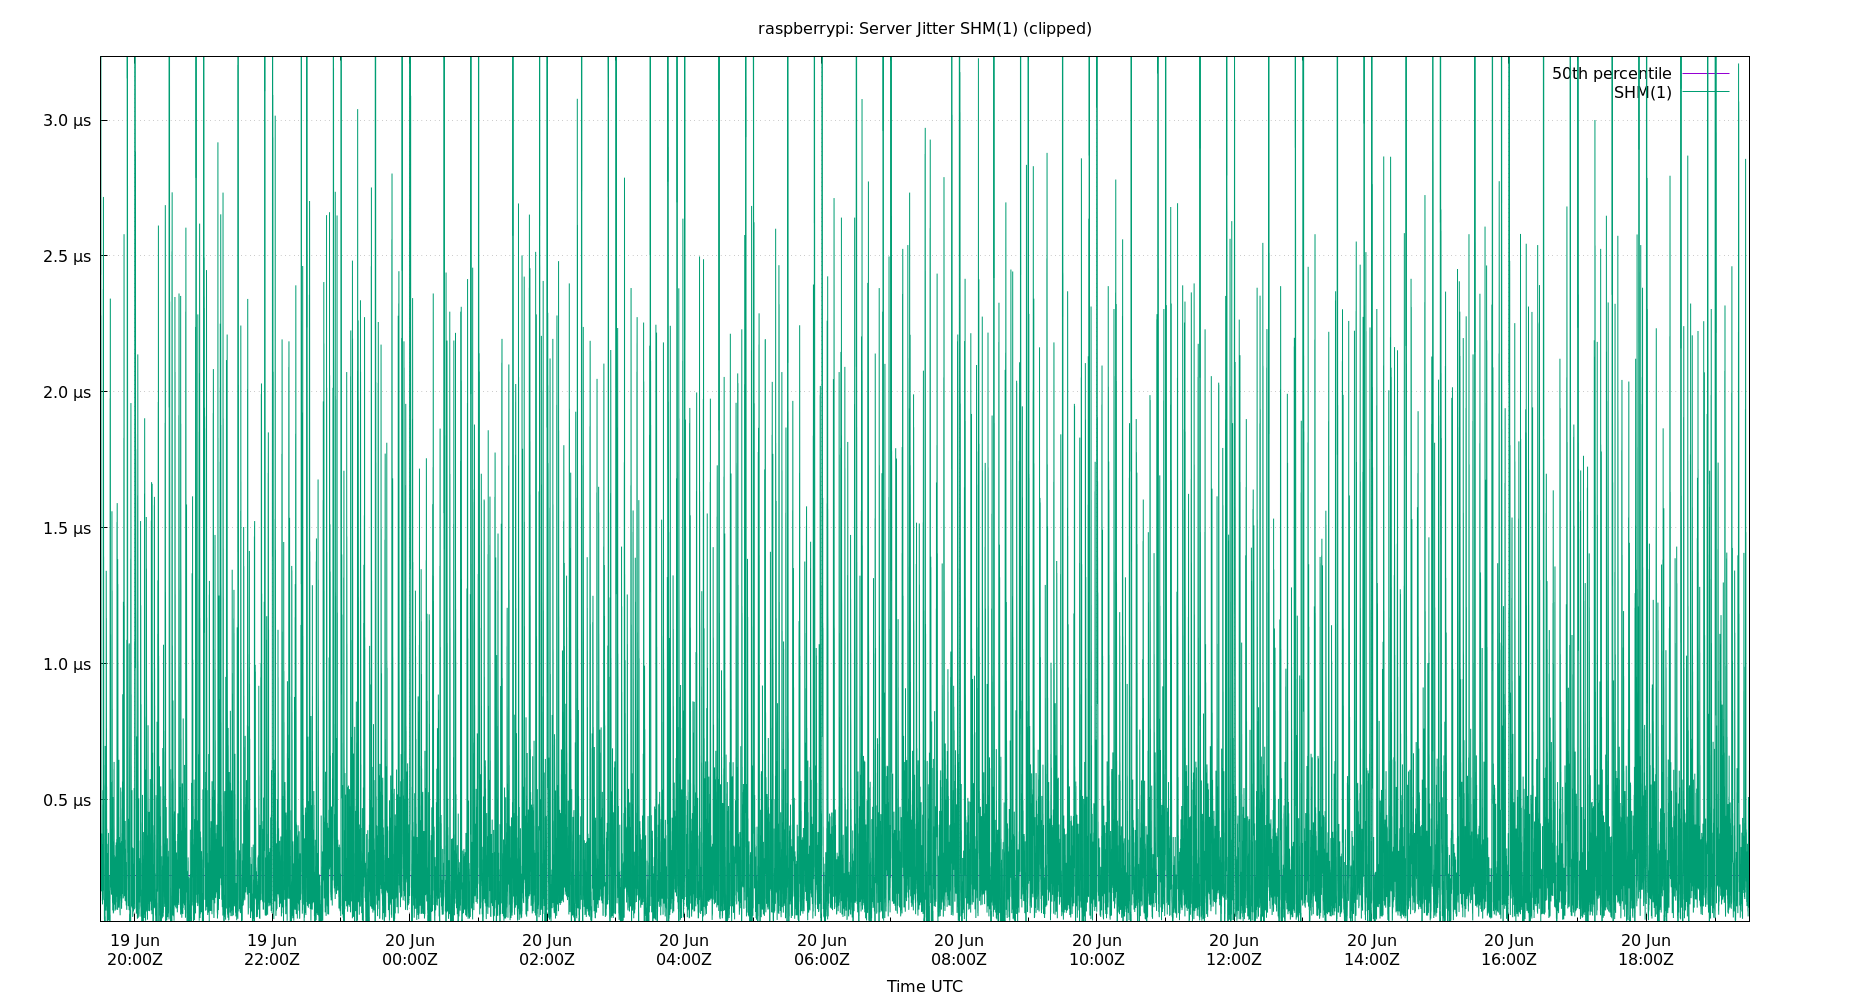 raspberrypi: Server Jitter SHM(1) (clipped)
50th percentile
SHM(1)
3.0 µs
2.5 µs
2.0 µs
1.5 µs
1.0 µs
0.5 µs
19 Jun 19 Jun 20 Jun 20 Jun 20 Jun 20 Jun 20 Jun 20 Jun 20 Jun 20 Jun 20 Jun 20 Jun
20:00Z 22:00Z 00:00Z 02:00Z 04:00Z 06:00Z 08:00Z 10:00Z 12:00Z 14:00Z 16:00Z 18:00Z
Time UTC